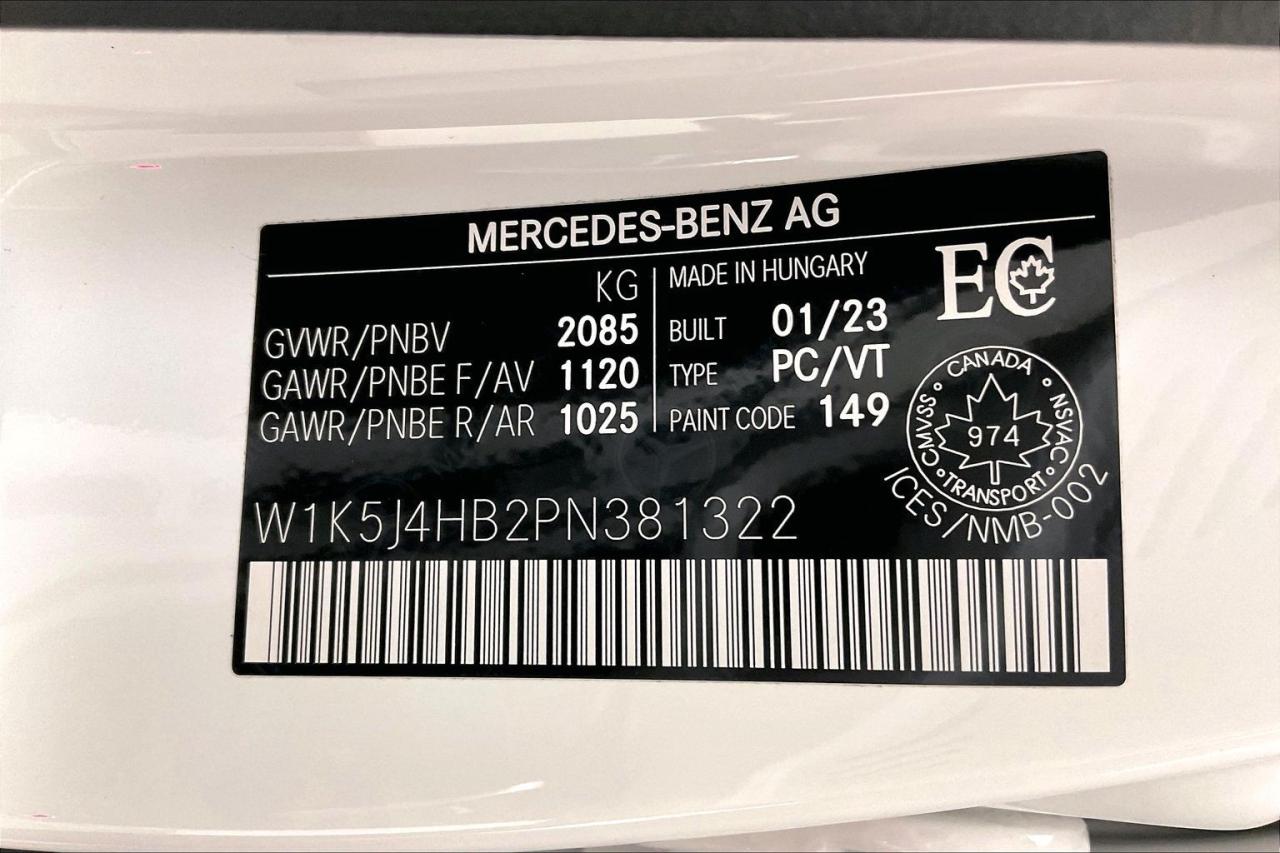 MERCEDES-BENZ AG
KG
GVWR/PNBV 2085
GAWR/PNBE F/AV 1120
GAWR/PNBE R/AR 1025
MADE IN HUNGARY
BUILT 01/23
TYPE PC/VT
PAINT CODE 149
EC
CANADA
CMVSS
974
NSVAC
TRANSPORT
ICES/NMB-002
W1K5J4HB2PN381322